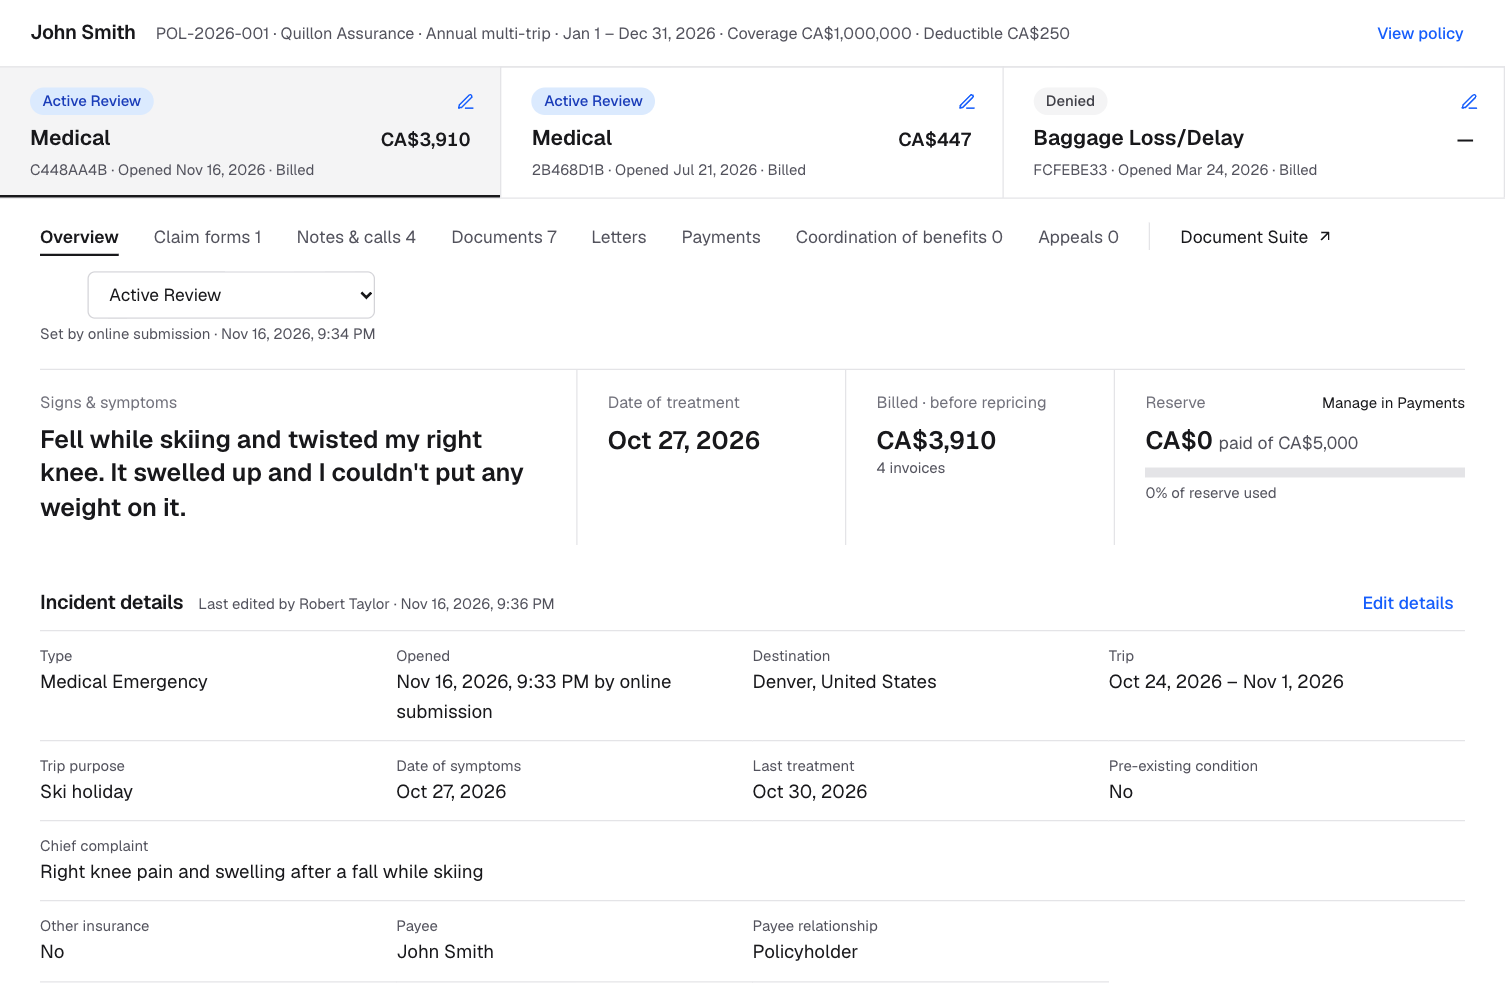 John Smith POL-2026-001 · Quillon Assurance · Annual multi-trip · Jan 1 – Dec 31, 2026 · Coverage CA$1,000,000 · Deductible CA$250 View policy
Active Review
Medical CA$3,910
C448AA4B · Opened Nov 16, 2026 · Billed
Active Review
Medical CA$447
2B468D1B · Opened Jul 21, 2026 · Billed
Denied
Baggage Loss/Delay —
FCFEBE33 · Opened Mar 24, 2026 · Billed
Overview Claim forms 1 Notes & calls 4 Documents 7 Letters Payments Coordination of benefits 0 Appeals 0 Document Suite ↗
Active Review
Set by online submission · Nov 16, 2026, 9:34 PM
Signs & symptoms
Fell while skiing and twisted my right
knee. It swelled up and I couldn't put any
weight on it.
Date of treatment
Oct 27, 2026
Billed · before repricing
CA$3,910
4 invoices
Reserve Manage in Payments
CA$0 paid of CA$5,000
0% of reserve used
Incident details Last edited by Robert Taylor · Nov 16, 2026, 9:36 PM Edit details
Type
Medical Emergency
Opened
Nov 16, 2026, 9:33 PM by online
submission
Destination
Denver, United States
Trip
Oct 24, 2026 – Nov 1, 2026
Trip purpose
Ski holiday
Date of symptoms
Oct 27, 2026
Last treatment
Oct 30, 2026
Pre-existing condition
No
Chief complaint
Right knee pain and swelling after a fall while skiing
Other insurance
No
Payee
John Smith
Payee relationship
Policyholder